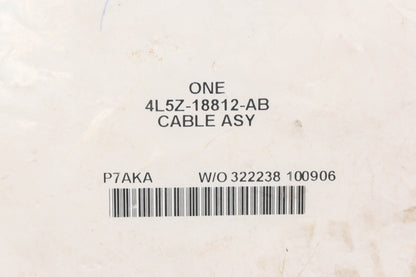 ONE
4L5Z-18812-AB
CABLE ASY
P7AKA W/O 322238 100906